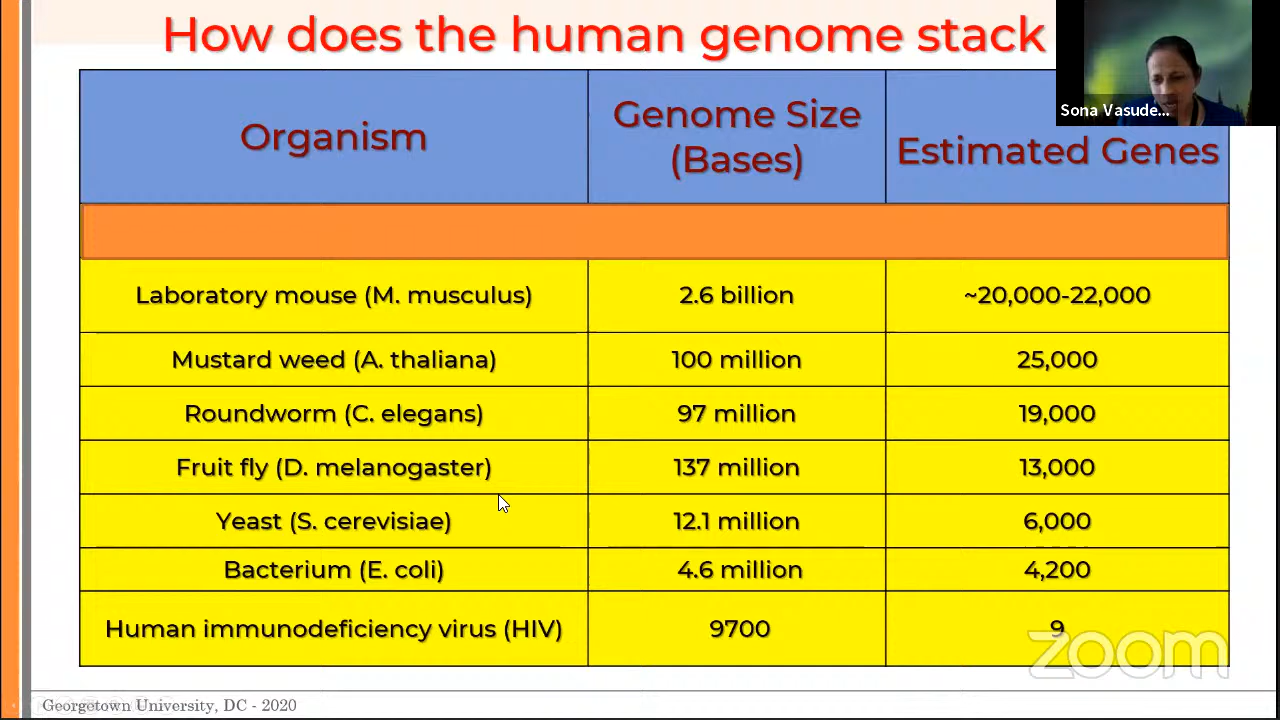 How does the human genome stack
Sona Vasude...
Organism
Genome Size
(Bases)
Estimated Genes
Laboratory mouse (M. musculus)
2.6 billion
~20,000-22,000
Mustard weed (A. thaliana)
100 million
25,000
Roundworm (C. elegans)
97 million
19,000
Fruit fly (D. melanogaster)
137 million
13,000
Yeast (S. cerevisiae)
12.1 million
6,000
Bacterium (E. coli)
4.6 million
4,200
Human immunodeficiency virus (HIV)
9700
9
zoom
Georgetown University, DC - 2020